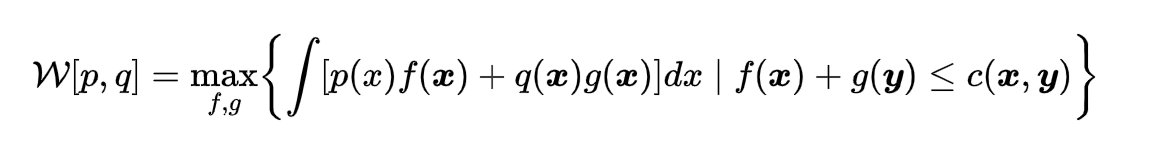 𝒲[p, q] = max_{f,g} { ∫ [p(x)f(𝒙) + q(𝒙)g(𝒙)]dx | f(𝒙) + g(𝒚) ≤ c(𝒙, 𝒚) }